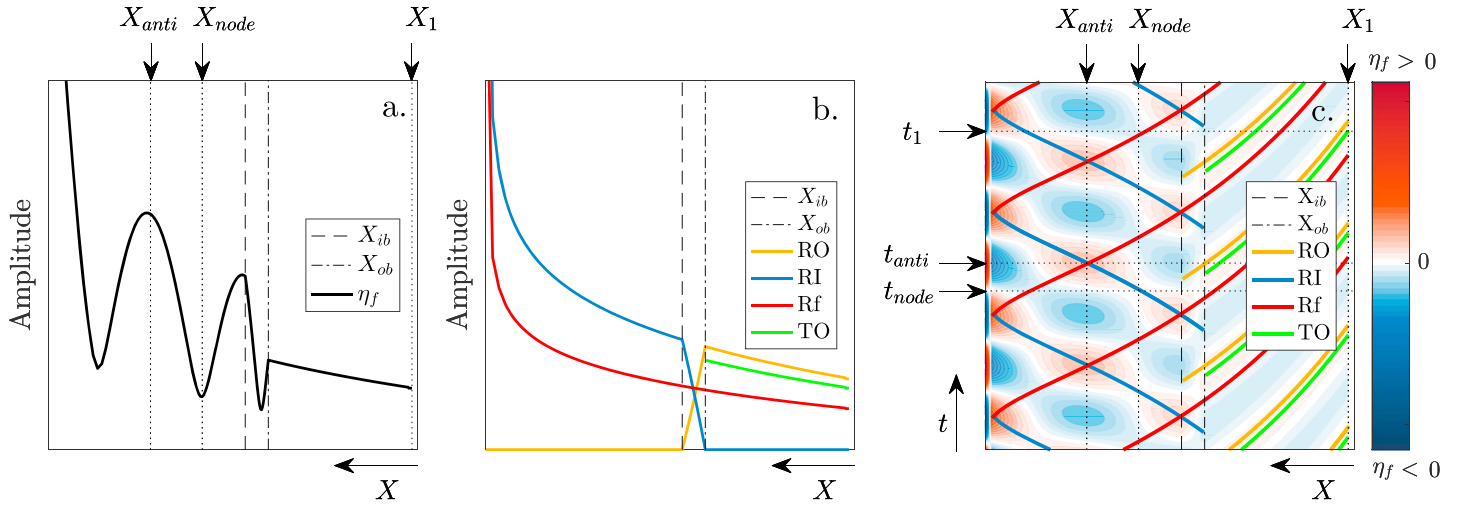 X_anti X_node X_1
a.
Amplitude
X_ib
X_ob
η_f
X
b.
Amplitude
X_ib
X_ob
RO
RI
Rf
TO
X
X_anti X_node X_1
η_f > 0
c.
t_1
t_anti
t_node
t
X_ib
X_ob
RO
RI
Rf
TO
0
η_f < 0
X